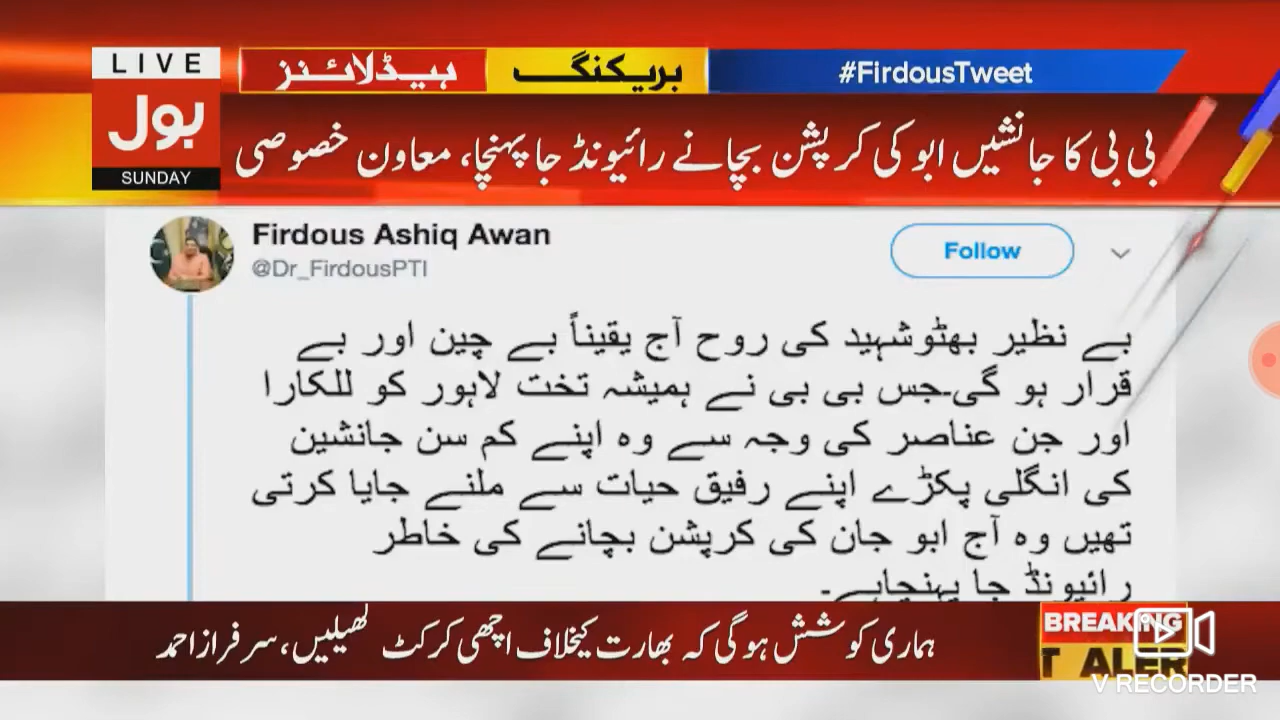 LIVE
بول
SUNDAY
ہیڈلائنز
بریکنگ
#FirdousTweet
بی بی کا جانشیں ابو کی کرپشن بچانے رائیونڈ جا پہنچا، معاون خصوصی
Firdous Ashiq Awan
@Dr_FirdousPTI
Follow
بے نظیر بھٹوشہید کی روح آج یقیناً بے چین اور بے
قرار ہو گی۔جس بی بی نے ہمیشہ تخت لاہور کو للکارا
اور جن عناصر کی وجہ سے وہ اپنے کم سن جانشین
کی انگلی پکڑے اپنے رفیق حیات سے ملنے جایا کرتی
تھیں وہ آج ابو جان کی کرپشن بچانے کی خاطر
رائیونڈ جا پہنچاہے۔
ہماری کوشش ہوگی کہ بھارت کیخلاف اچھی کرکٹ کھیلیں، سرفراز احمد
BREAKING
T ALER
V RECORDER